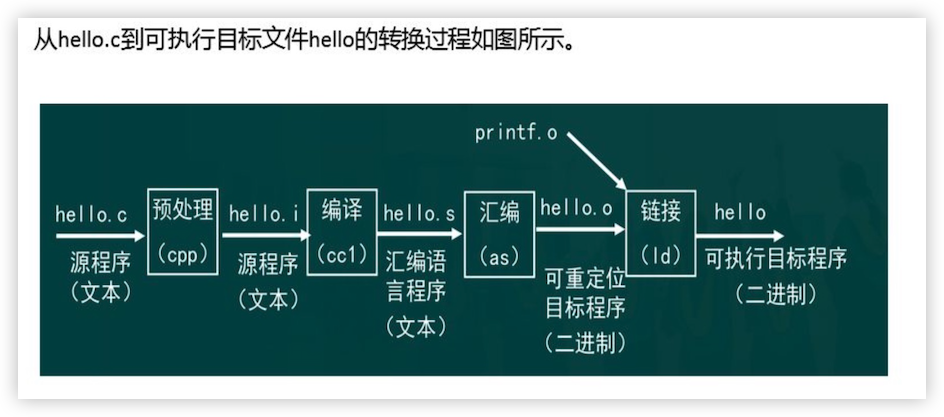 从hello.c到可执行目标文件hello的转换过程如图所示。
printf.o
hello.c
预处理
(cpp)
hello.i
编译
(cc1)
hello.s
汇编
(as)
hello.o
链接
(ld)
hello
源程序
(文本)
源程序
(文本)
汇编语
言程序
(文本)
可重定位
目标程序
(二进制)
可执行目标程序
(二进制)